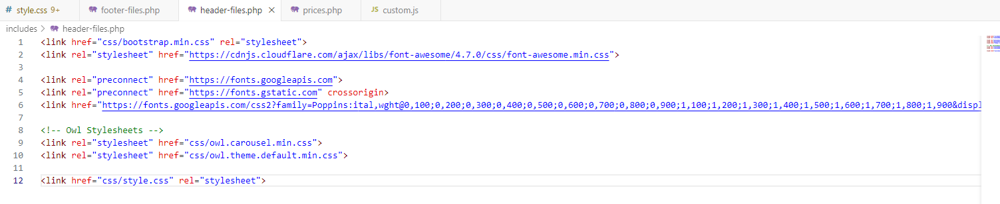 # style.css 9+ footer-files.php header-files.php × prices.php JS custom.js
includes > header-files.php
1 <link href="css/bootstrap.min.css" rel="stylesheet">
2 <link rel="stylesheet" href="https://cdnjs.cloudflare.com/ajax/libs/font-awesome/4.7.0/css/font-awesome.min.css">
3
4 <link rel="preconnect" href="https://fonts.googleapis.com">
5 <link rel="preconnect" href="https://fonts.gstatic.com" crossorigin>
6 <link href="https://fonts.googleapis.com/css2?family=Poppins:ital,wght@0,100;0,200;0,300;0,400;0,500;0,600;0,700;0,800;0,900;1,100;1,200;1,300;1,400;1,500;1,600;1,700;1,800;1,900&displ
7
8 <!-- Owl Stylesheets -->
9 <link rel="stylesheet" href="css/owl.carousel.min.css">
10 <link rel="stylesheet" href="css/owl.theme.default.min.css">
11
12 <link href="css/style.css" rel="stylesheet">